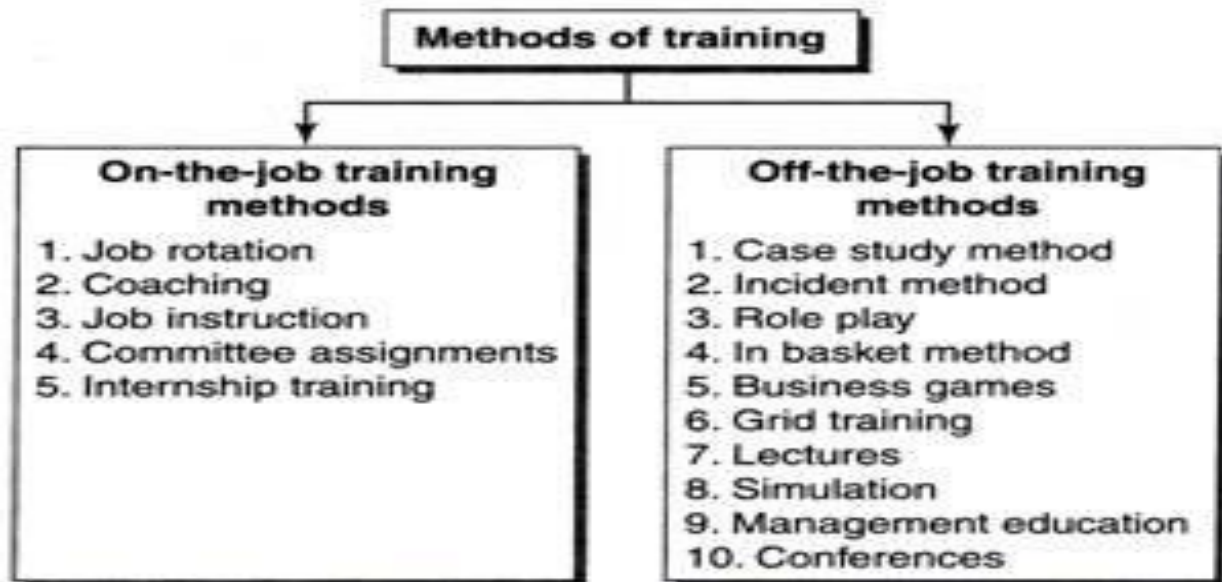 Methods of training
On-the-job training
methods
1. Job rotation
2. Coaching
3. Job instruction
4. Committee assignments
5. Internship training
Off-the-job training
methods
1. Case study method
2. Incident method
3. Role play
4. In basket method
5. Business games
6. Grid training
7. Lectures
8. Simulation
9. Management education
10. Conferences